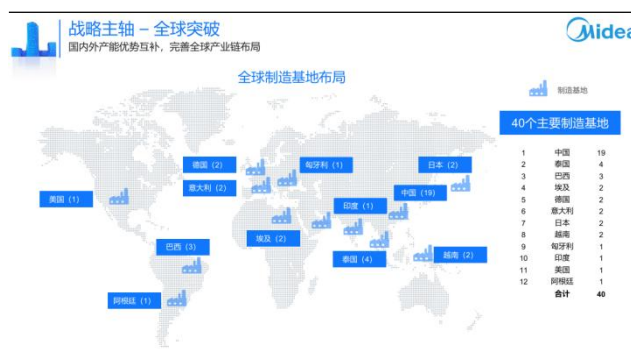 战略主轴 – 全球突破
国内外产能优势互补，完善全球产业链布局
Midea
全球制造基地布局
制造基地
40个主要制造基地
德国（2）
匈牙利（1）
日本（2）
意大利（2）
中国（19）
美国（1）
印度（1）
埃及（2）
巴西（3）
泰国（4）
越南（2）
阿根廷（1）
1 中国 19
2 泰国 4
3 巴西 3
4 埃及 2
5 德国 2
6 意大利 2
7 日本 2
8 越南 2
9 匈牙利 1
10 印度 1
11 美国 1
12 阿根廷 1
合计 40